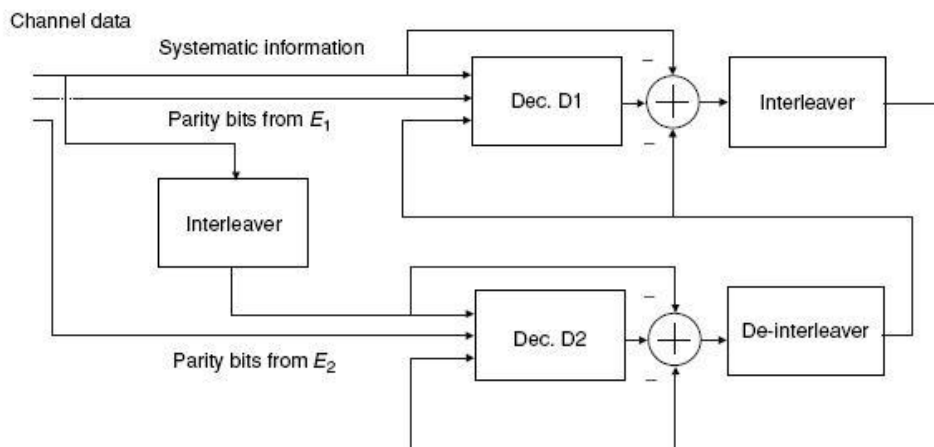 Channel data
Systematic information
Dec. D1
Interleaver
Parity bits from E1
Interleaver
Dec. D2
De-interleaver
Parity bits from E2